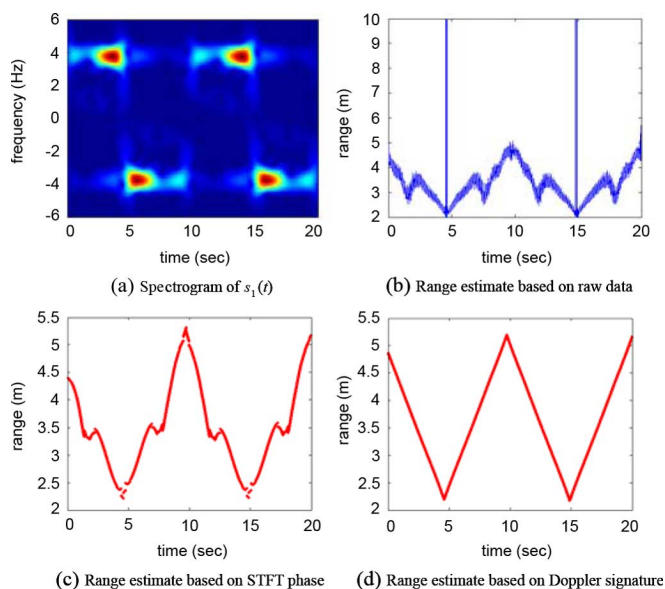 6
4
2
0
-2
-4
-6
frequency (Hz)
0 5 10 15 20
time (sec)
(a) Spectrogram of s₁(t)
10
9
8
7
6
5
4
3
2
range (m)
0 5 10 15 20
time (sec)
(b) Range estimate based on raw data
5.5
5
4.5
4
3.5
3
2.5
2
range (m)
0 5 10 15 20
time (sec)
(c) Range estimate based on STFT phase
5.5
5
4.5
4
3.5
3
2.5
2
range (m)
0 5 10 15 20
time (sec)
(d) Range estimate based on Doppler signature